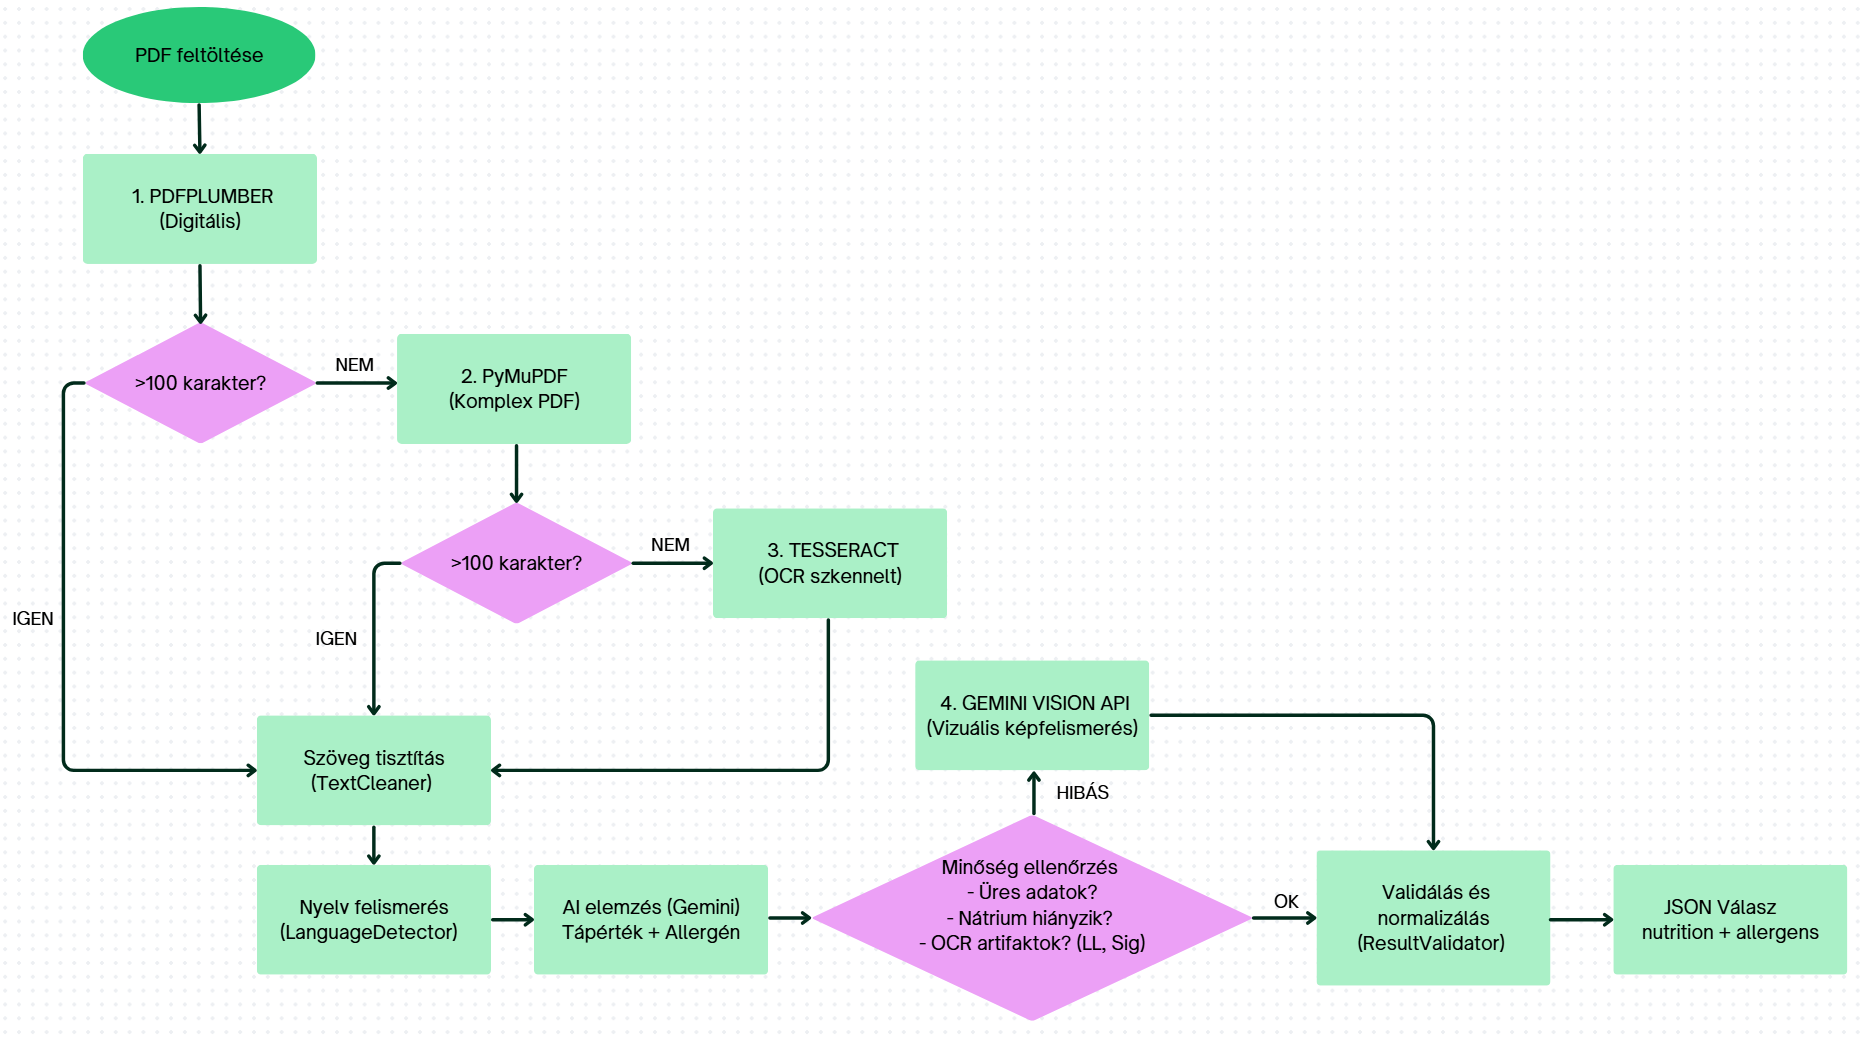 PDF feltöltése
1. PDFPLUMBER
(Digitális)
>100 karakter?
NEM
2. PyMuPDF
(Komplex PDF)
>100 karakter?
NEM
3. TESSERACT
(OCR szkennelt)
IGEN
IGEN
Szöveg tisztítás
(TextCleaner)
Nyelv felismerés
(LanguageDetector)
AI elemzés (Gemini)
Tápérték + Allergén
Minőség ellenőrzés
- Üres adatok?
- Nátrium hiányzik?
- OCR artifaktok? (LL, Sig)
HIBÁS
4. GEMINI VISION API
(Vizuális képfelismerés)
OK
Validálás és
normalizálás
(ResultValidator)
JSON Válasz
nutrition + allergens